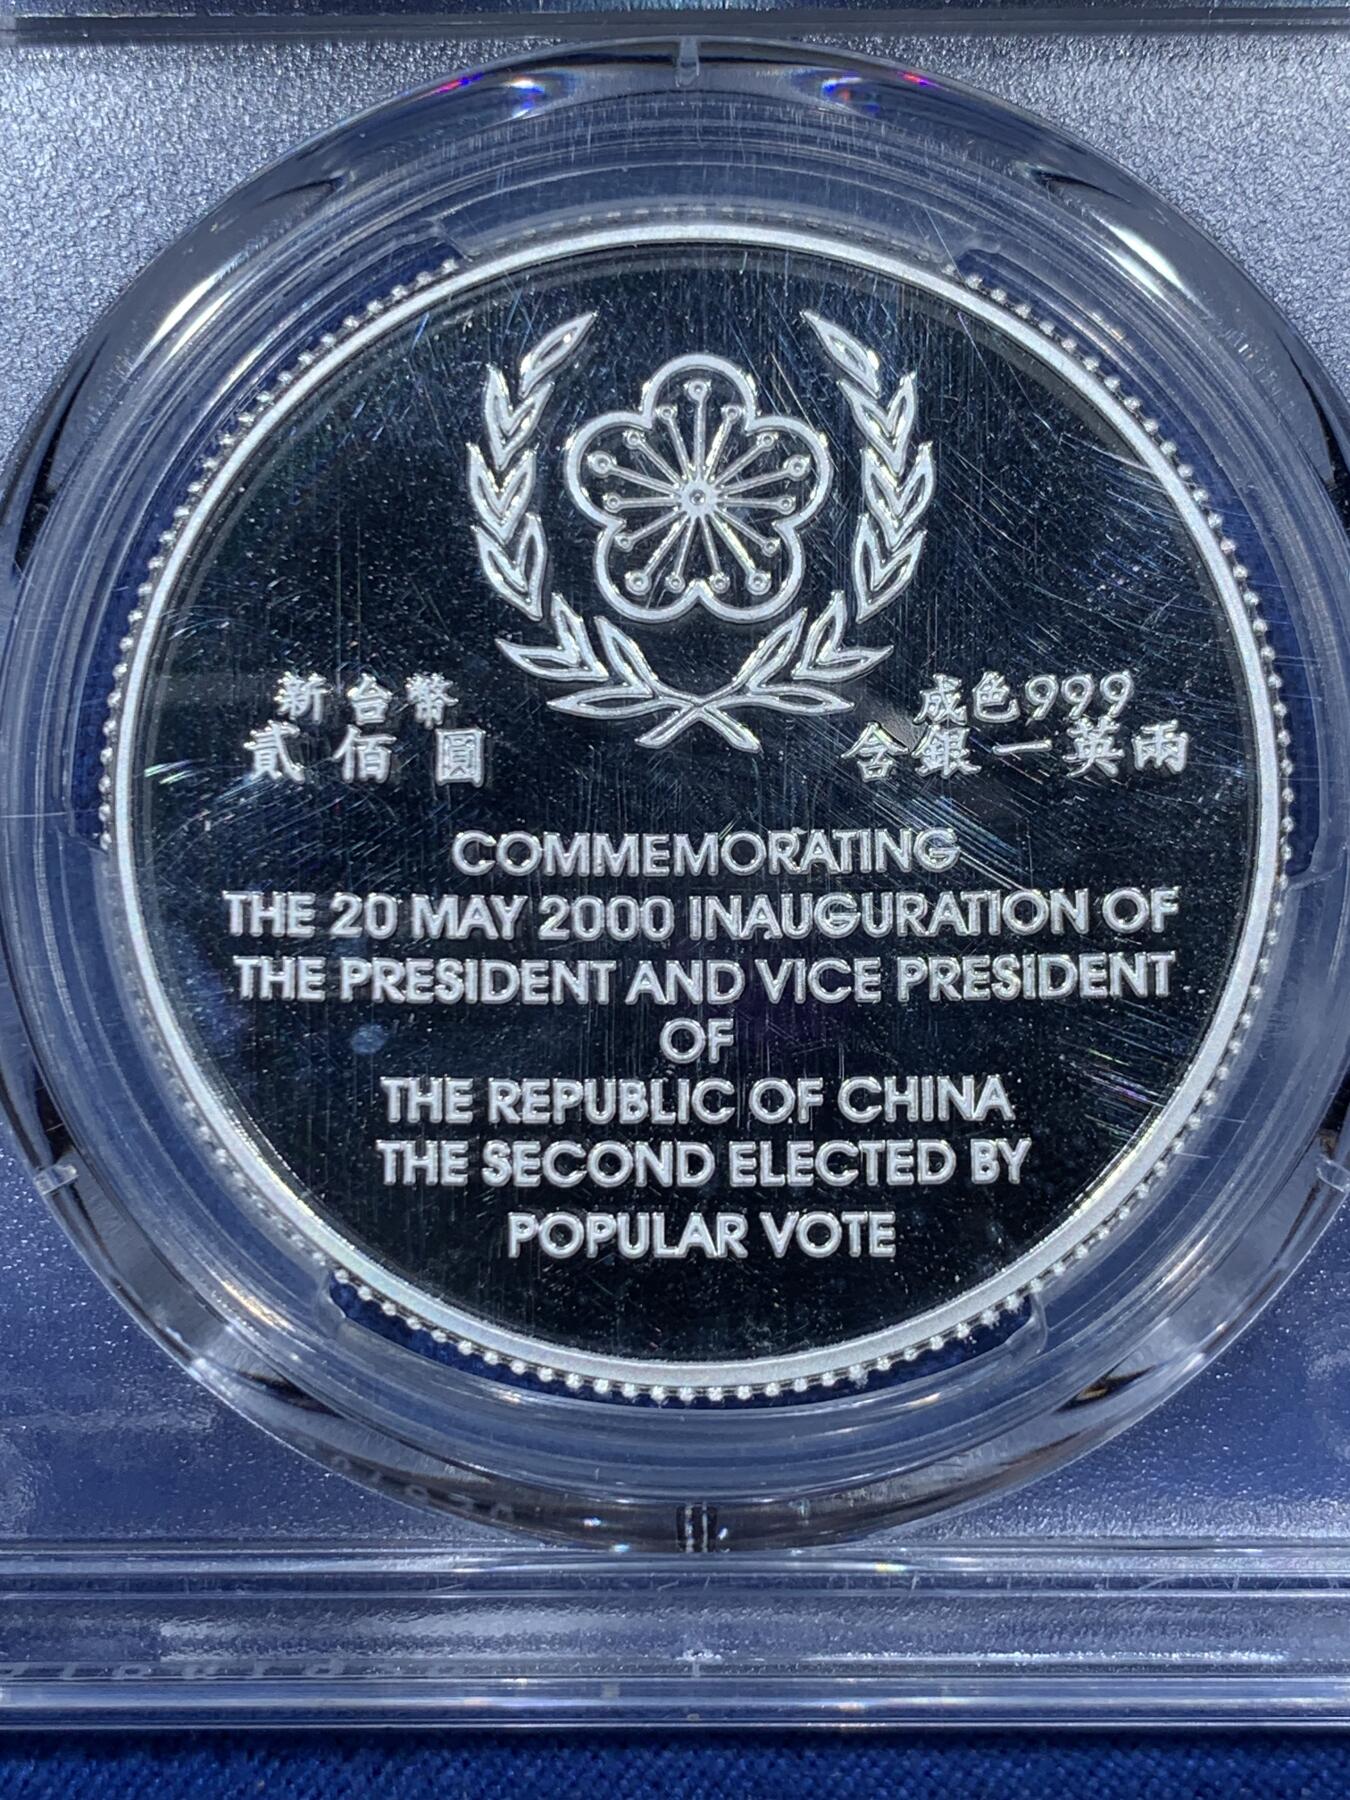 新台幣
貳佰圓
成色999
含銀一英兩
COMMEMORATING
THE 20 MAY 2000 INAUGURATION OF
THE PRESIDENT AND VICE PRESIDENT
OF
THE REPUBLIC OF CHINA
THE SECOND ELECTED BY
POPULAR VOTE